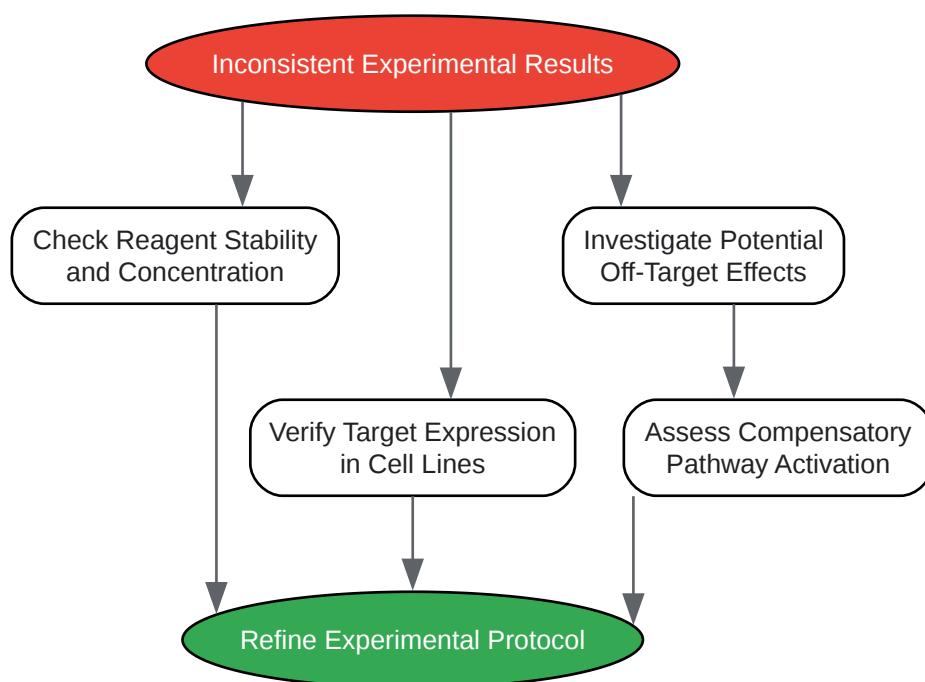 Inconsistent Experimental Results
Check Reagent Stability
and Concentration
Investigate Potential
Off-Target Effects
Verify Target Expression
in Cell Lines
Assess Compensatory
Pathway Activation
Refine Experimental Protocol